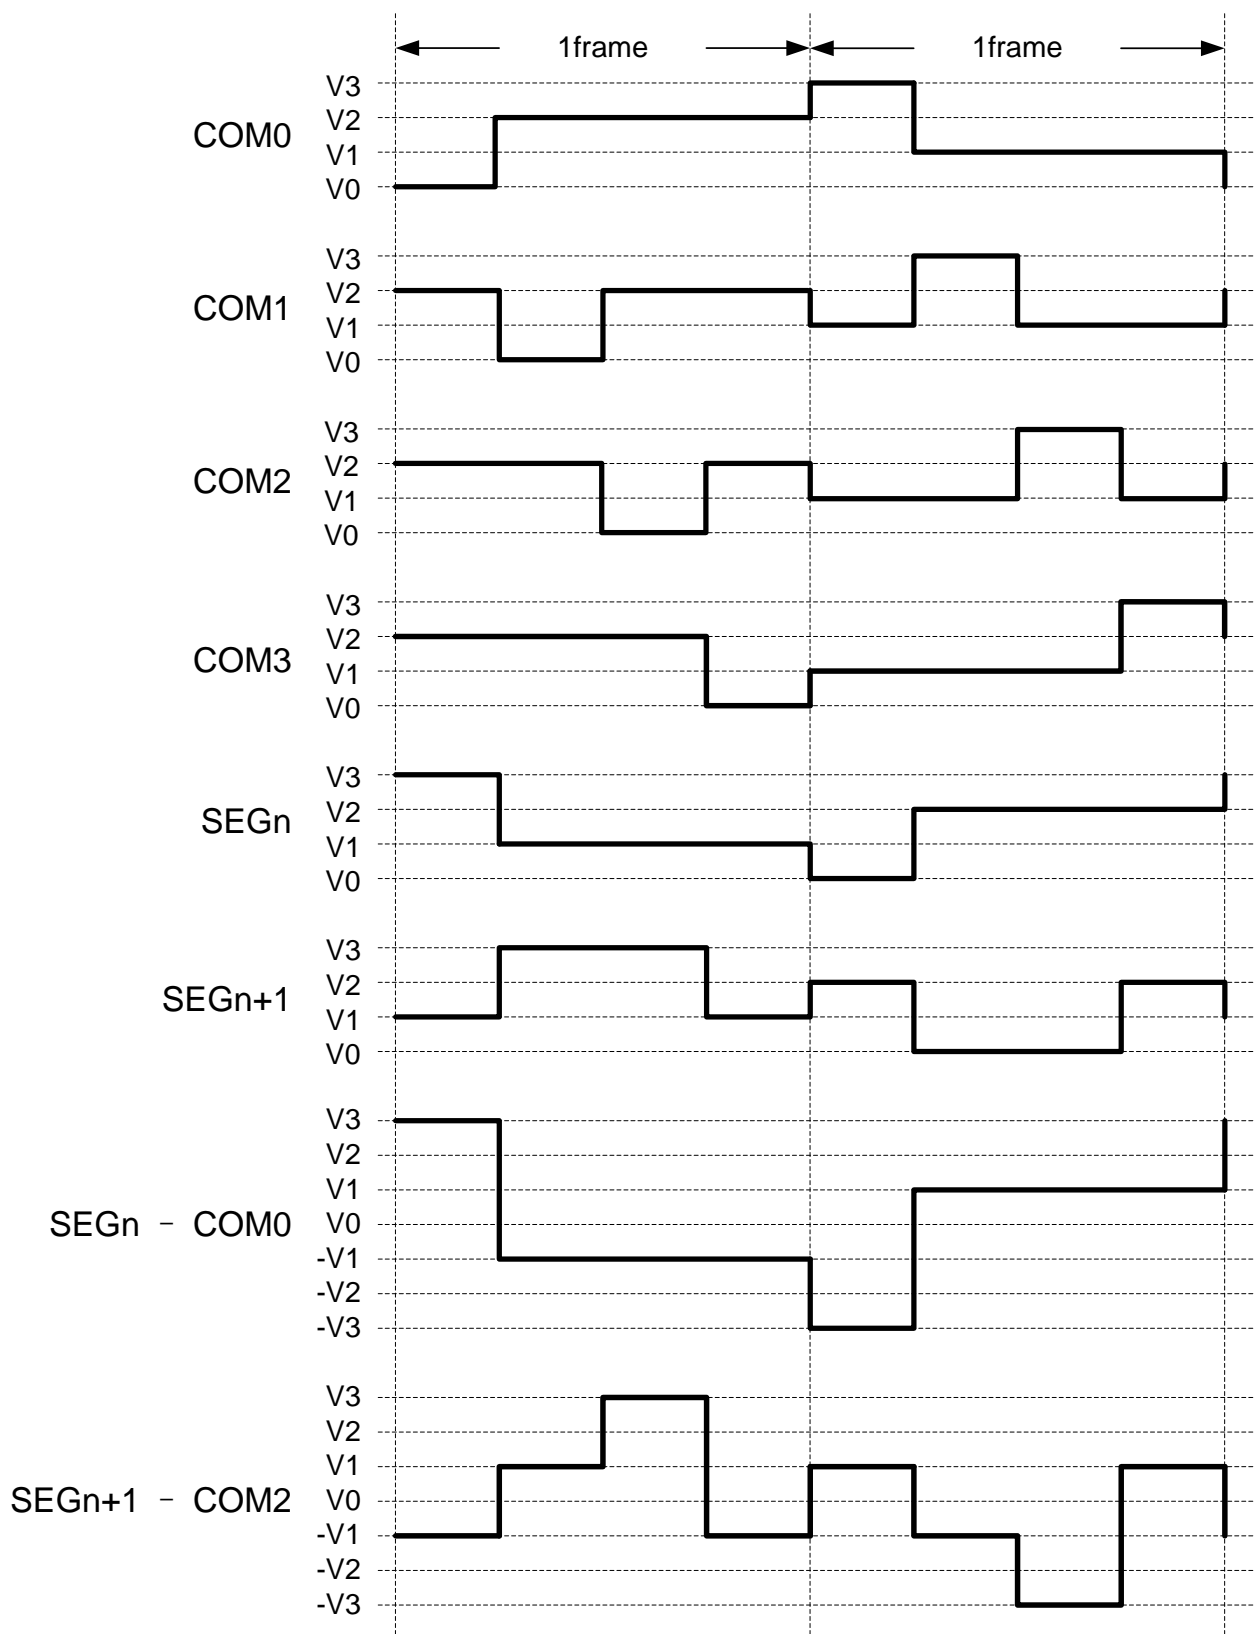 1frame 1frame
V3
V2
COM0
V1
V0
V3
V2
COM1
V1
V0
V3
V2
COM2
V1
V0
V3
V2
COM3
V1
V0
V3
V2
SEGn
V1
V0
V3
V2
SEGn+1
V1
V0
V3
V2
V1
SEGn - COM0
V0
-V1
-V2
-V3
V3
V2
V1
SEGn+1 - COM2
V0
-V1
-V2
-V3